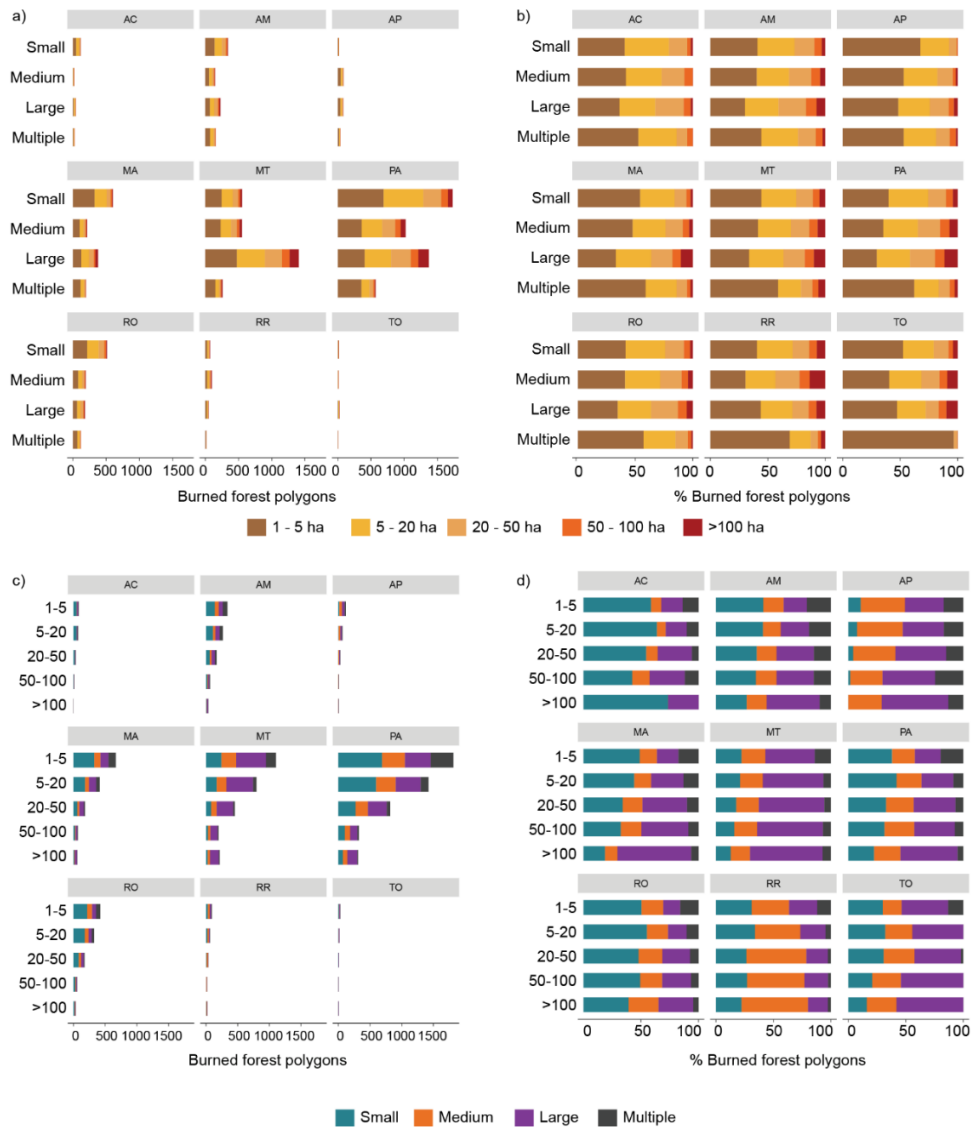 a)
AC AM AP
Small
Medium
Large
Multiple
MA MT PA
Small
Medium
Large
Multiple
RO RR TO
Small
Medium
Large
Multiple
0 500 1500 0 500 1500 0 500 1500
Burned forest polygons
b)
AC AM AP
Small
Medium
Large
Multiple
MA MT PA
Small
Medium
Large
Multiple
RO RR TO
Small
Medium
Large
Multiple
0 50 100 0 50 100 0 50 100
% Burned forest polygons
1 - 5 ha 5 - 20 ha 20 - 50 ha 50 - 100 ha >100 ha
c)
AC AM AP
1-5
5-20
20-50
50-100
>100
MA MT PA
1-5
5-20
20-50
50-100
>100
RO RR TO
1-5
5-20
20-50
50-100
>100
0 500 1500 0 500 1500 0 500 1500
Burned forest polygons
d)
AC AM AP
1-5
5-20
20-50
50-100
>100
MA MT PA
1-5
5-20
20-50
50-100
>100
RO RR TO
1-5
5-20
20-50
50-100
>100
0 50 100 0 50 100 0 50 100
% Burned forest polygons
Small Medium Large Multiple